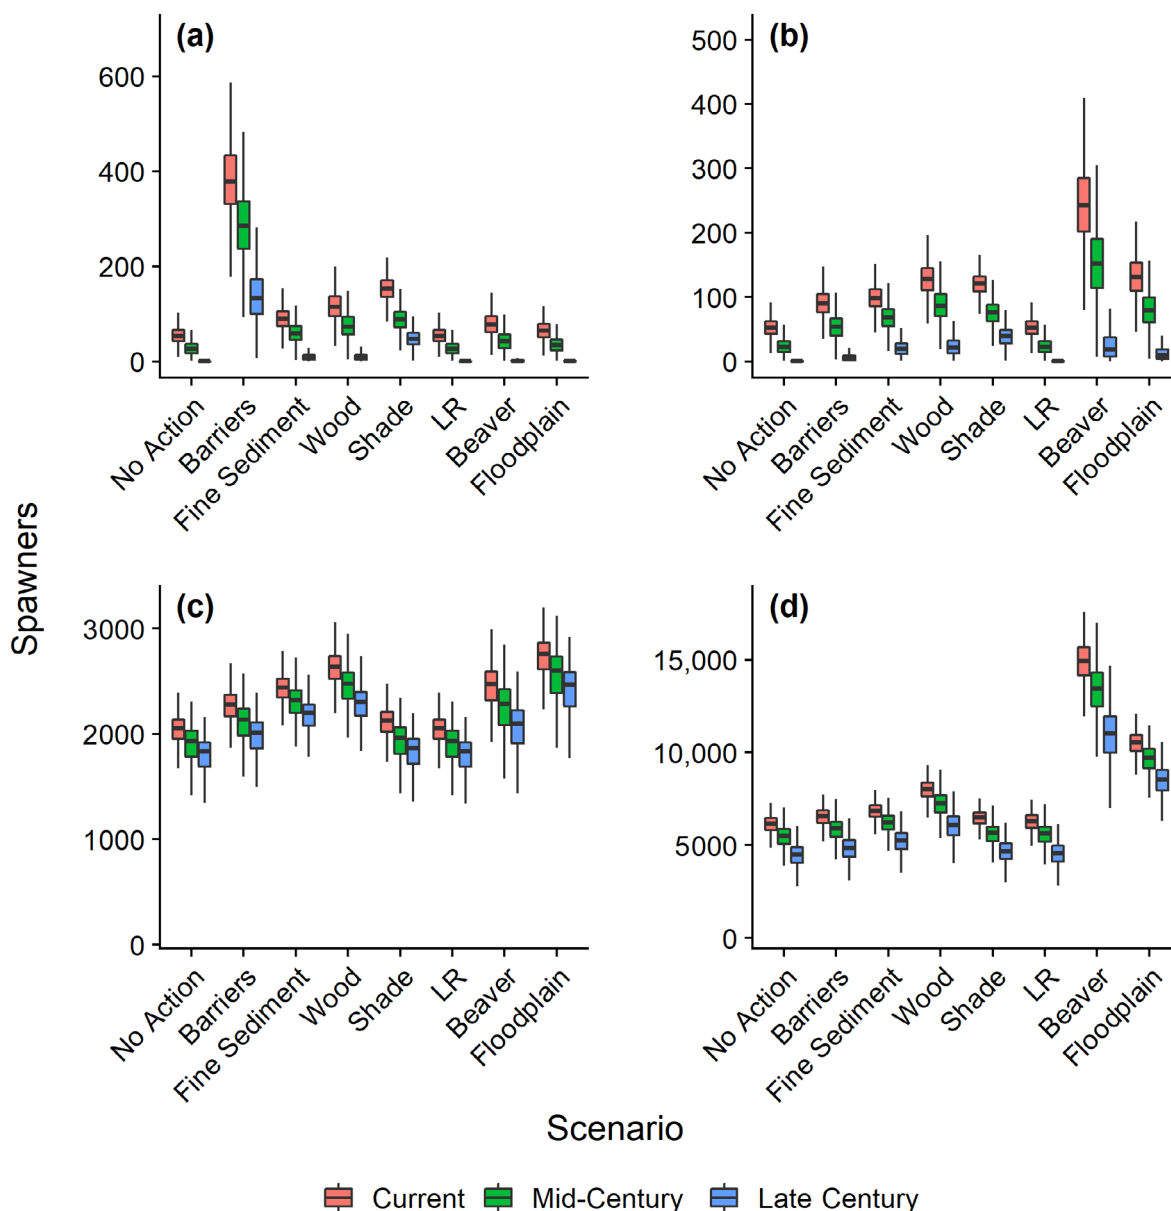 (a)
600
400
200
0
No Action
Barriers
Fine Sediment
Wood
Shade
LR
Beaver
Floodplain
(b)
500
400
300
200
100
0
No Action
Barriers
Fine Sediment
Wood
Shade
LR
Beaver
Floodplain
Spawners
(c)
3000
2000
1000
0
No Action
Barriers
Fine Sediment
Wood
Shade
LR
Beaver
Floodplain
(d)
15,000
10,000
5000
0
No Action
Barriers
Fine Sediment
Wood
Shade
LR
Beaver
Floodplain
Scenario
Current Mid-Century Late Century